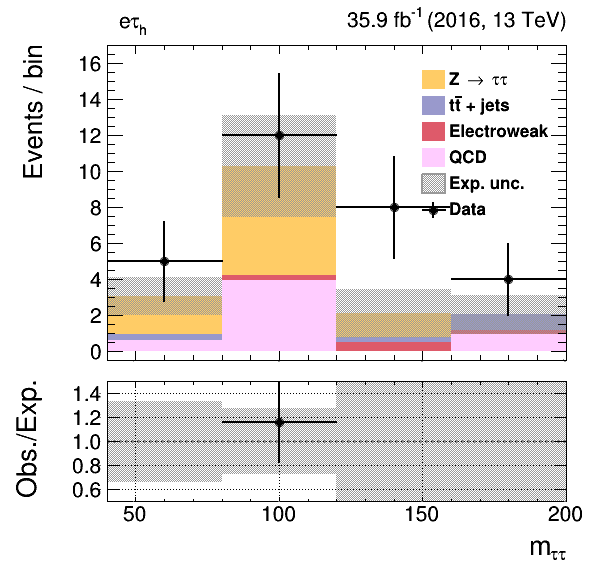 eτh 35.9 fb-1 (2016, 13 TeV)
Events / bin
16
14
12
10
8
6
4
2
0
Z → ττ
tt̄ + jets
Electroweak
QCD
Exp. unc.
Data
Obs./Exp.
1.4
1.2
1.0
0.8
0.6
50 100 150 200
mττ